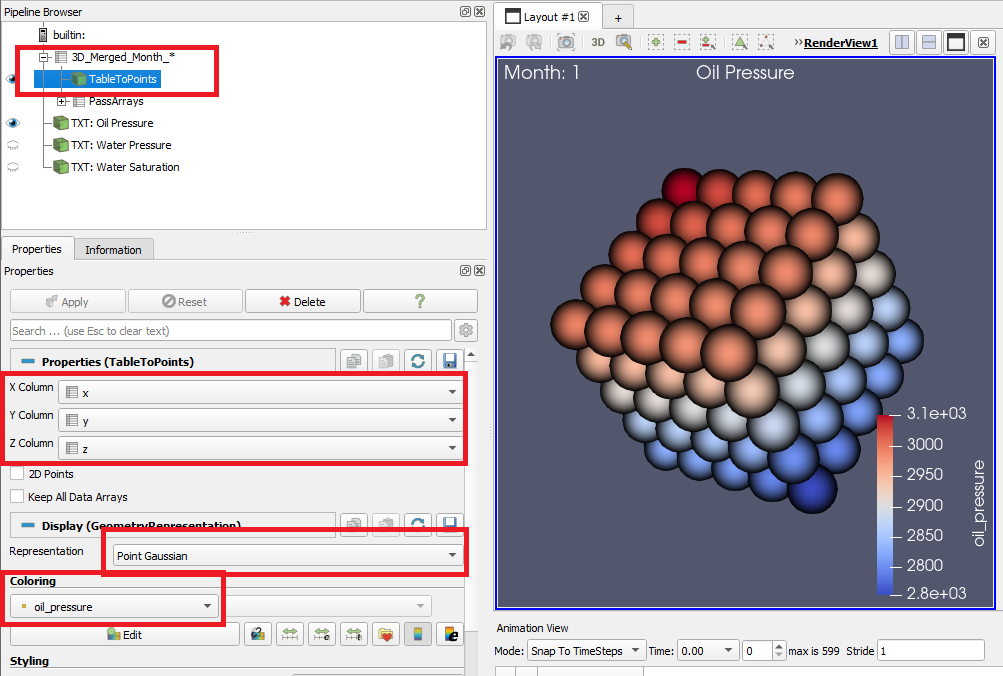 Pipeline Browser
builtin:
3D_Merged_Month_*
TableToPoints
PassArrays
TXT: Oil Pressure
TXT: Water Pressure
TXT: Water Saturation
Properties
Information
Properties
Apply
Reset
Delete
?
Search ... (use Esc to clear text)
Properties (TableToPoints)
X Column
x
Y Column
y
Z Column
z
2D Points
Keep All Data Arrays
Display (GeometryRepresentation)
Representation
Point Gaussian
Coloring
oil_pressure
Edit
Styling
Layout #1
+
3D
»RenderView1
Month: 1
Oil Pressure
3.1e+03
3000
2950
2900
2850
2800
2.8e+03
oil_pressure
Animation View
Mode: Snap To TimeSteps Time: 0.00 0 max is 599 Stride 1